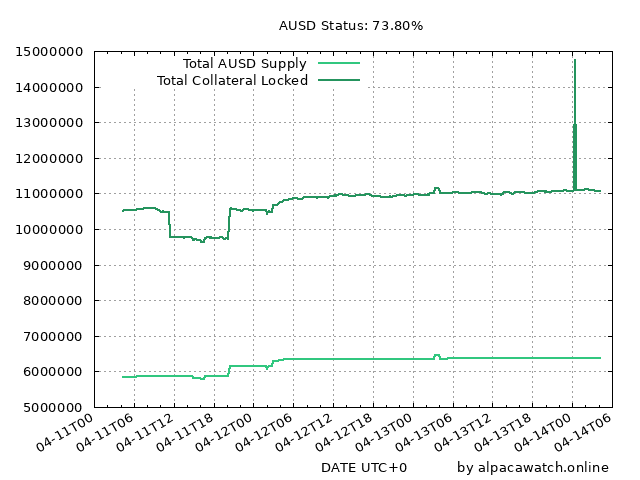 AUSD Status: 73.80%
Total AUSD Supply
Total Collateral Locked
15000000
14000000
13000000
12000000
11000000
10000000
9000000
8000000
7000000
6000000
5000000
04-11T00
04-11T06
04-11T12
04-11T18
04-12T00
04-12T06
04-12T12
04-12T18
04-13T00
04-13T06
04-13T12
04-13T18
04-14T00
04-14T06
DATE UTC+0
by alpacawatch.online